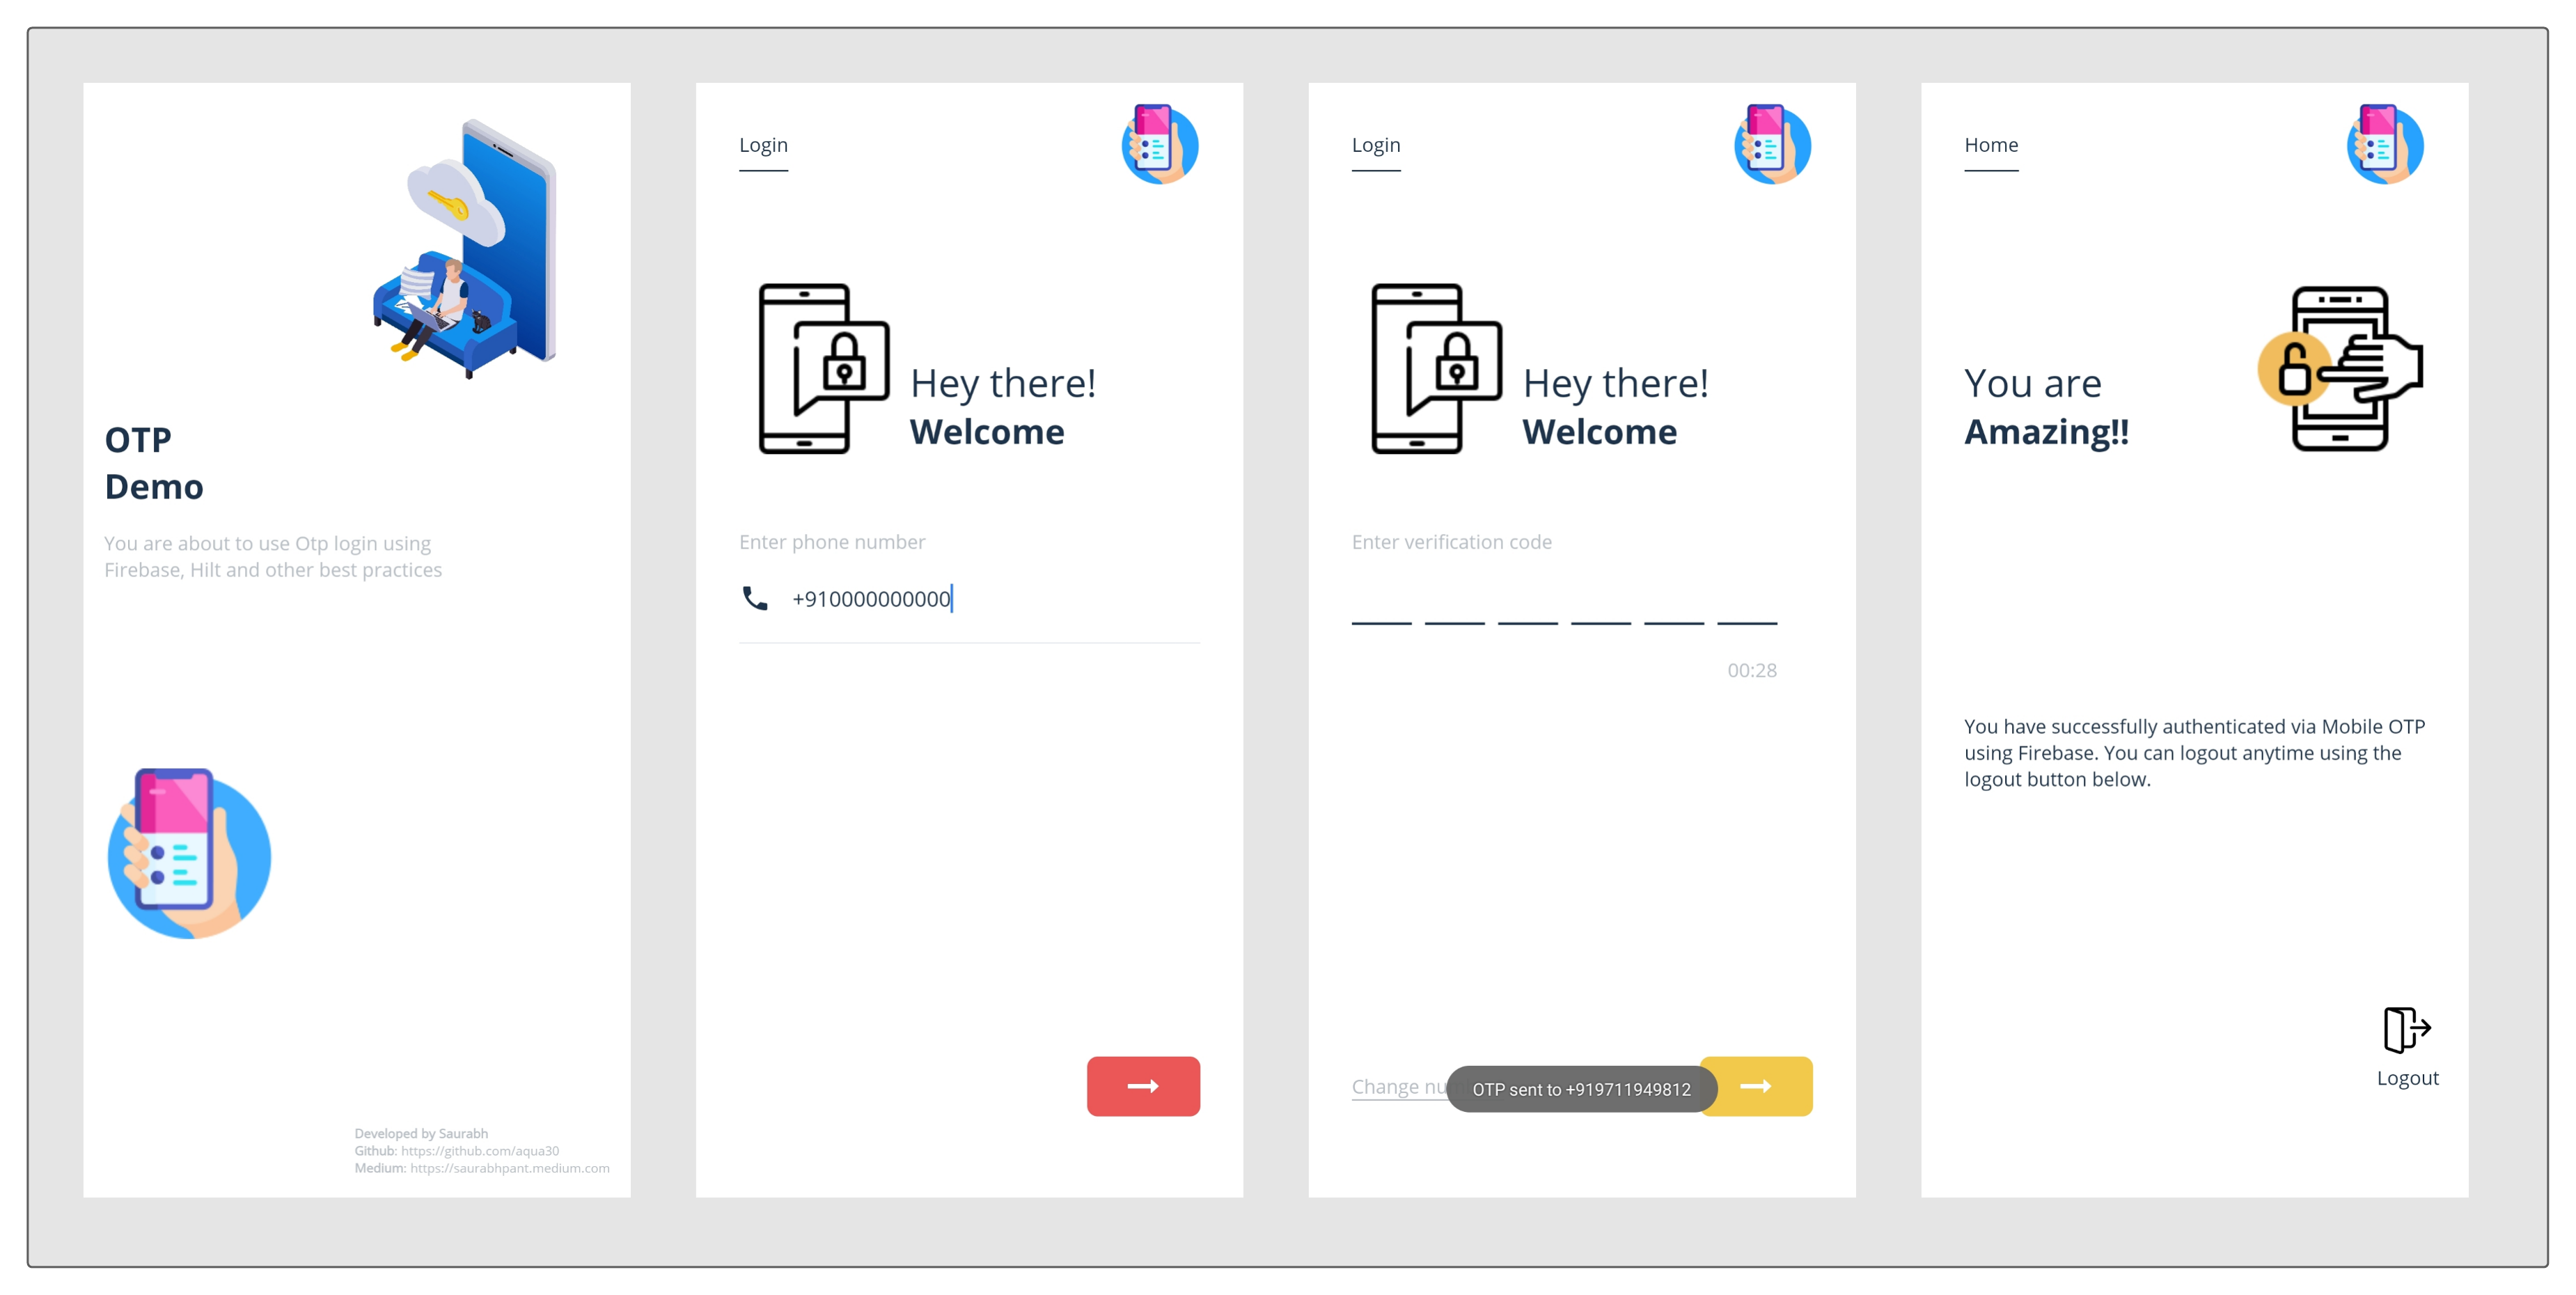 OTP
Demo
You are about to use Otp login using
Firebase, Hilt and other best practices
Developed by Saurabh
Github: https://github.com/aqua30
Medium: https://saurabhpant.medium.com
Login
Hey there!
Welcome
Enter phone number
+910000000000
Login
Hey there!
Welcome
Enter verification code
00:28
Change
OTP sent to +919711949812
Home
You are
Amazing!!
You have successfully authenticated via Mobile OTP
using Firebase. You can logout anytime using the
logout button below.
Logout